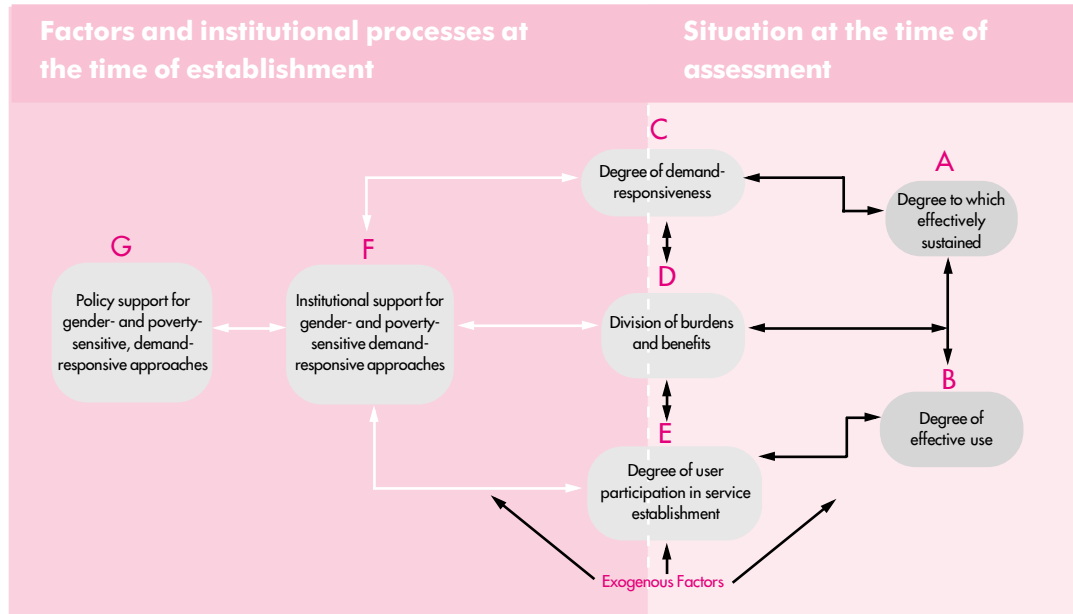 Factors and institutional processes at
the time of establishment
Situation at the time of
assessment
C
Degree of demand-
responsiveness
A
Degree to which
effectively
sustained
G
Policy support for
gender- and poverty-
sensitive, demand-
responsive approaches
F
Institutional support for
gender- and poverty-
sensitive demand-
responsive approaches
D
Division of burdens
and benefits
B
Degree of
effective use
E
Degree of user
participation in service
establishment
Exogenous Factors